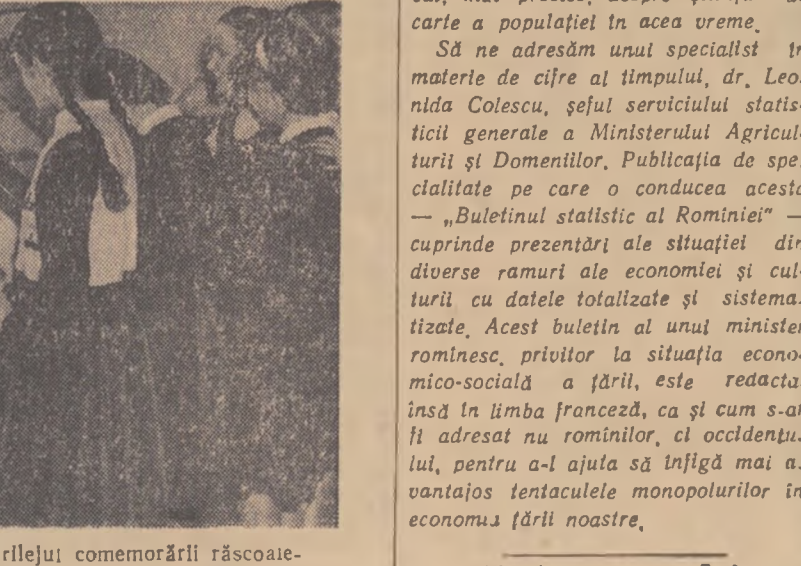 carte a populației în acea vreme.
Să ne adresăm unui specialist în
materie de cifre al timpului, dr. Leo-
nida Colescu, șeful serviciului statis-
ticii generale a Ministerului Agricul-
turii și Domeniilor. Publicația de spe-
cialitate pe care o conducea acesta
— „Buletinul statistic al Rominiei" —
cuprinde prezentări ale situației din
diverse ramuri ale economiei și cul-
turii cu datele totalizate și sistema-
tizate. Acest buletin al unui minister
romînesc, privitor la situația econo-
mico-socială a țării, este redacta
însă în limba franceză, ca și cum s-ar
fi adresat nu romînilor, ci occidentu-
lui, pentru a-l ajuta să înfigă mai a-
vantajos tentaculele monopolurilor în
economia țării noastre.
rilejul comemorării răscoale-